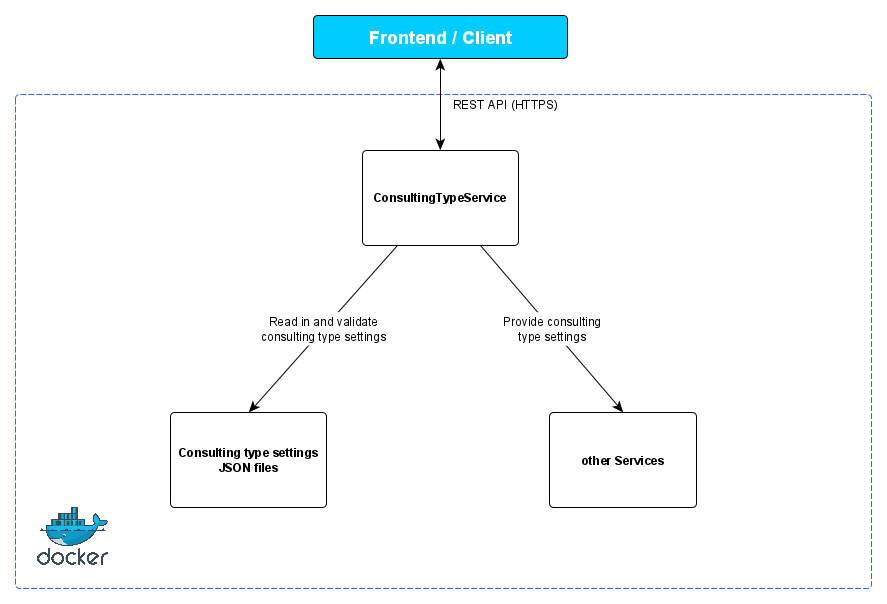 Frontend / Client
REST API (HTTPS)
ConsultingTypeService
Read in and validate
consulting type settings
Provide consulting
type settings
Consulting type settings
JSON files
other Services
docker